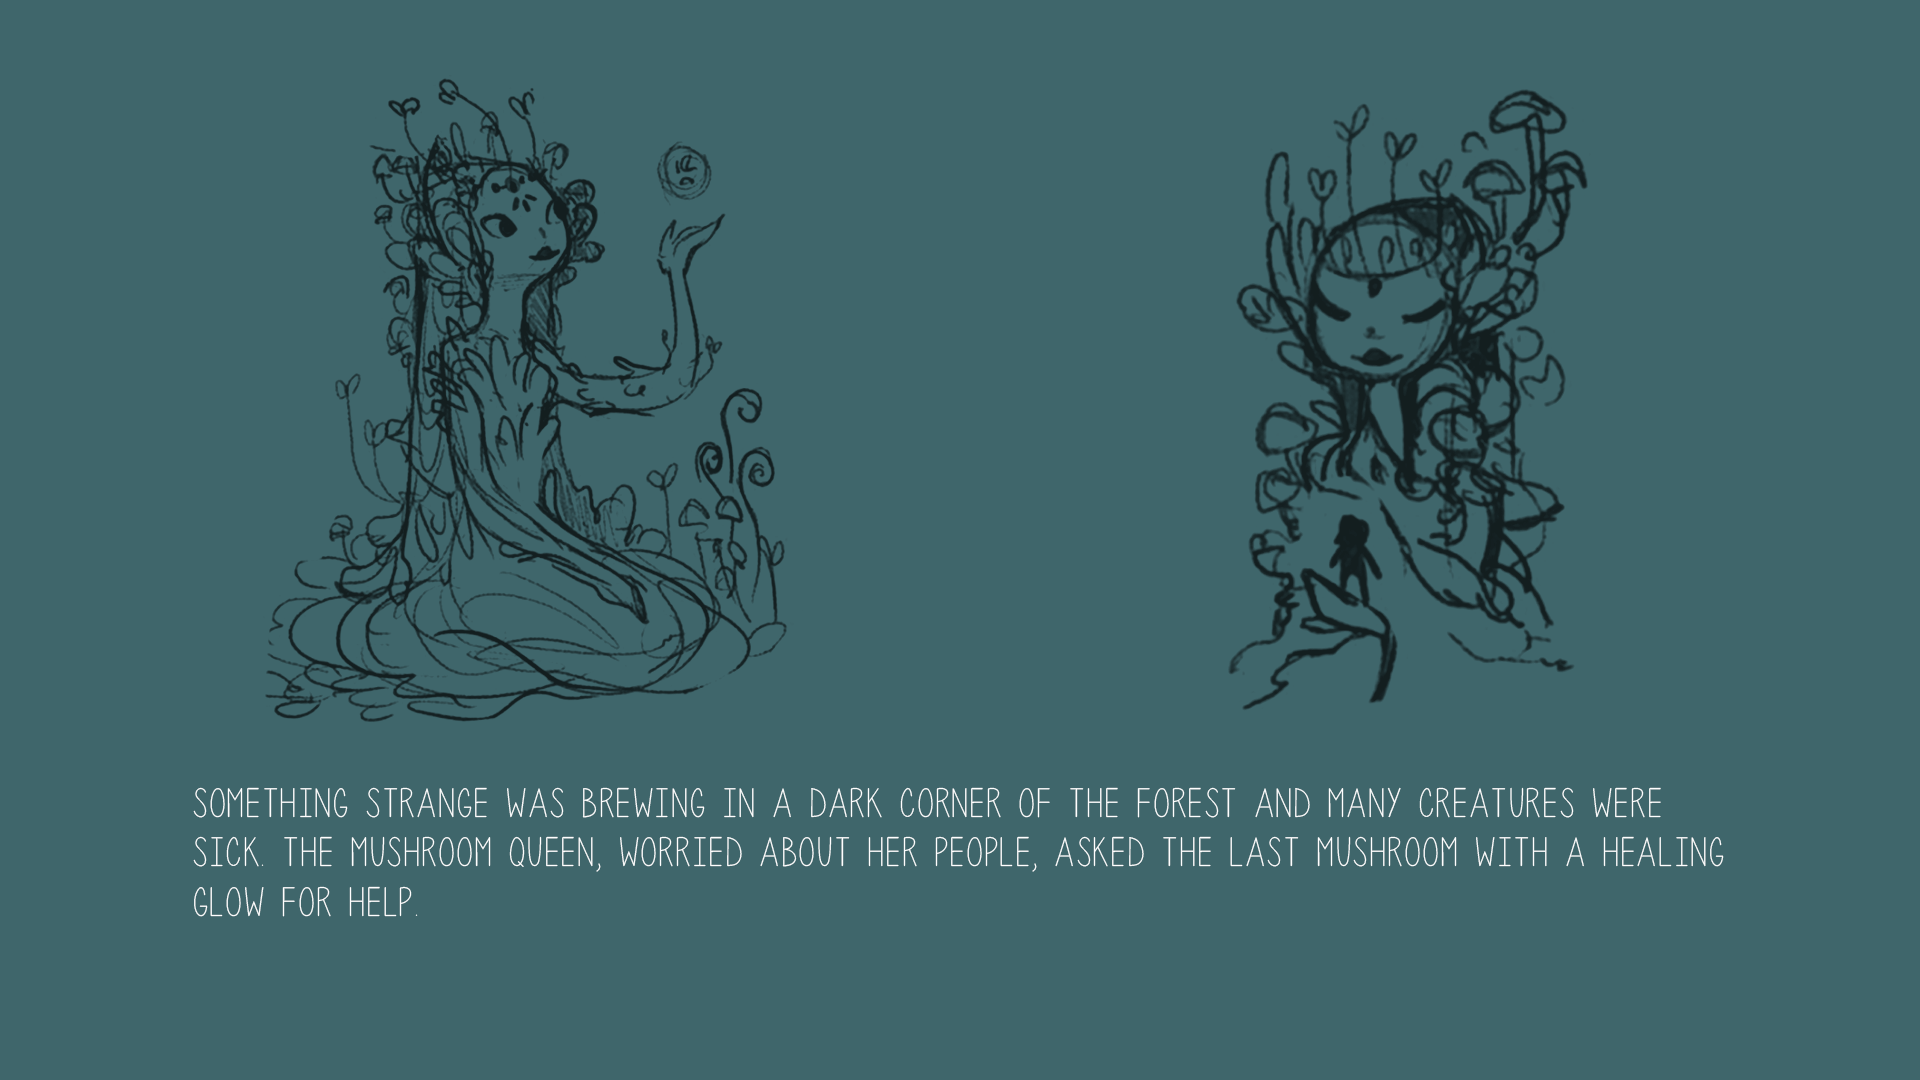 SOMETHING STRANGE WAS BREWING IN A DARK CORNER OF THE FOREST AND MANY CREATURES WERE
SICK. THE MUSHROOM QUEEN, WORRIED ABOUT HER PEOPLE, ASKED THE LAST MUSHROOM WITH A HEALING
GLOW FOR HELP.